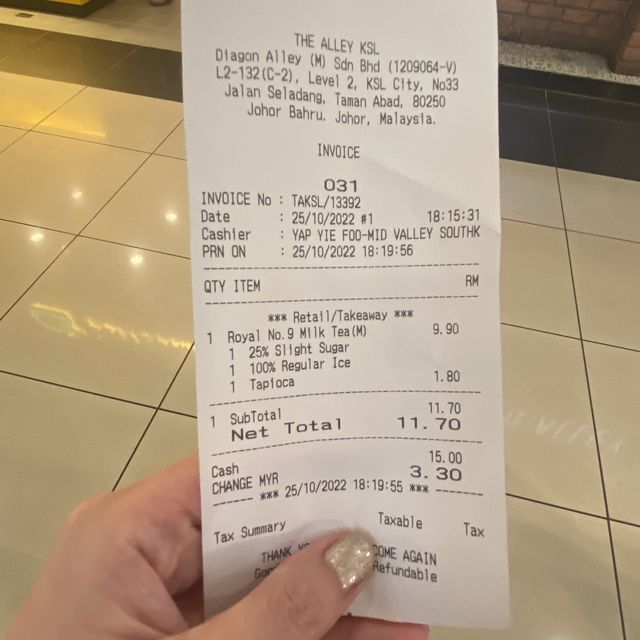 THE ALLEY KSL
Diagon Alley (M) Sdn Bhd (1209064-V)
L2-132(C-2), Level 2, KSL City, No33
Jalan Seladang, Taman Abad, 80250
Johor Bahru, Johor, Malaysia.
INVOICE
031
INVOICE No : TAKSL/13392
Date : 25/10/2022 #1 18:15:31
Cashier : YAP YIE FOO-MID VALLEY SOUTHK
PRN ON : 25/10/2022 18:19:56
QTY ITEM RM
*** Retail/Takeaway ***
1 Royal No.9 Milk Tea(M) 9.90
1 25% Slight Sugar
1 100% Regular Ice
1 Tapioca 1.80
1 SubTotal 11.70
Net Total 11.70
Cash 15.00
CHANGE MYR 3.30
------ *** 25/10/2022 18:19:55 *** -------
Tax Summary Taxable Tax
THANK COME AGAIN
Refundable